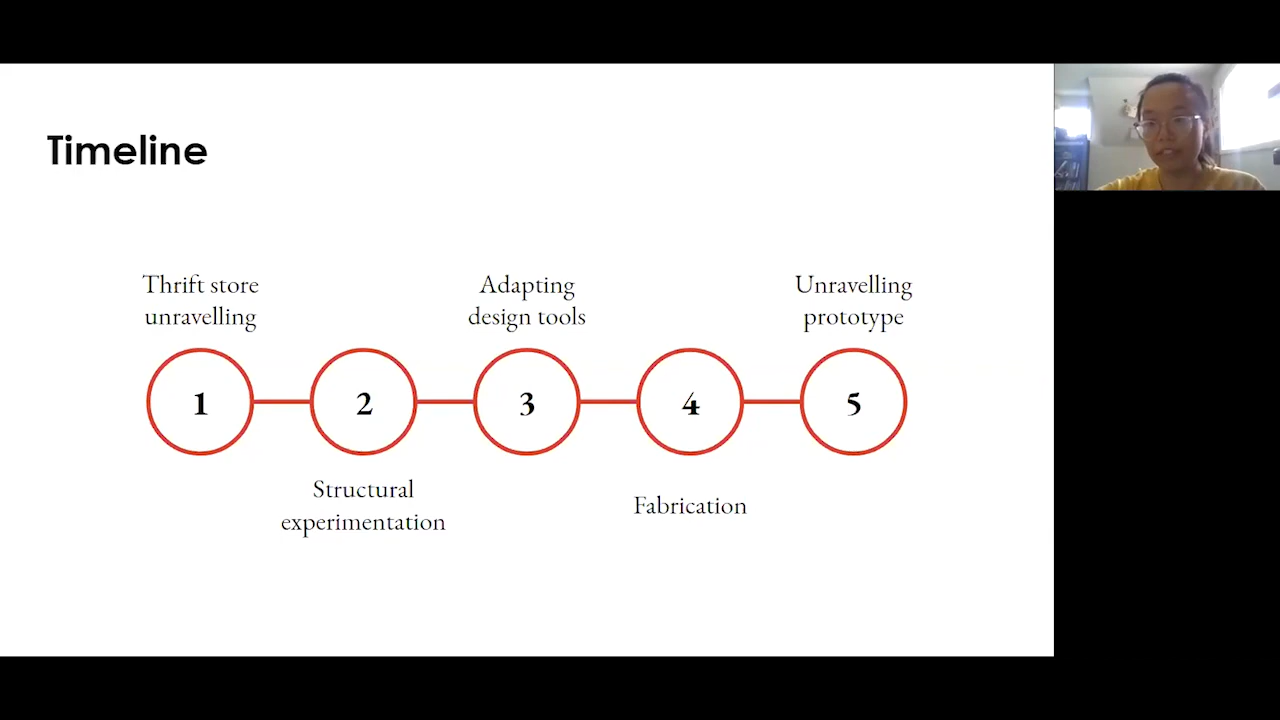 Timeline
Thrift store
unravelling
Adapting
design tools
Unravelling
prototype
1
2
3
4
5
Structural
experimentation
Fabrication